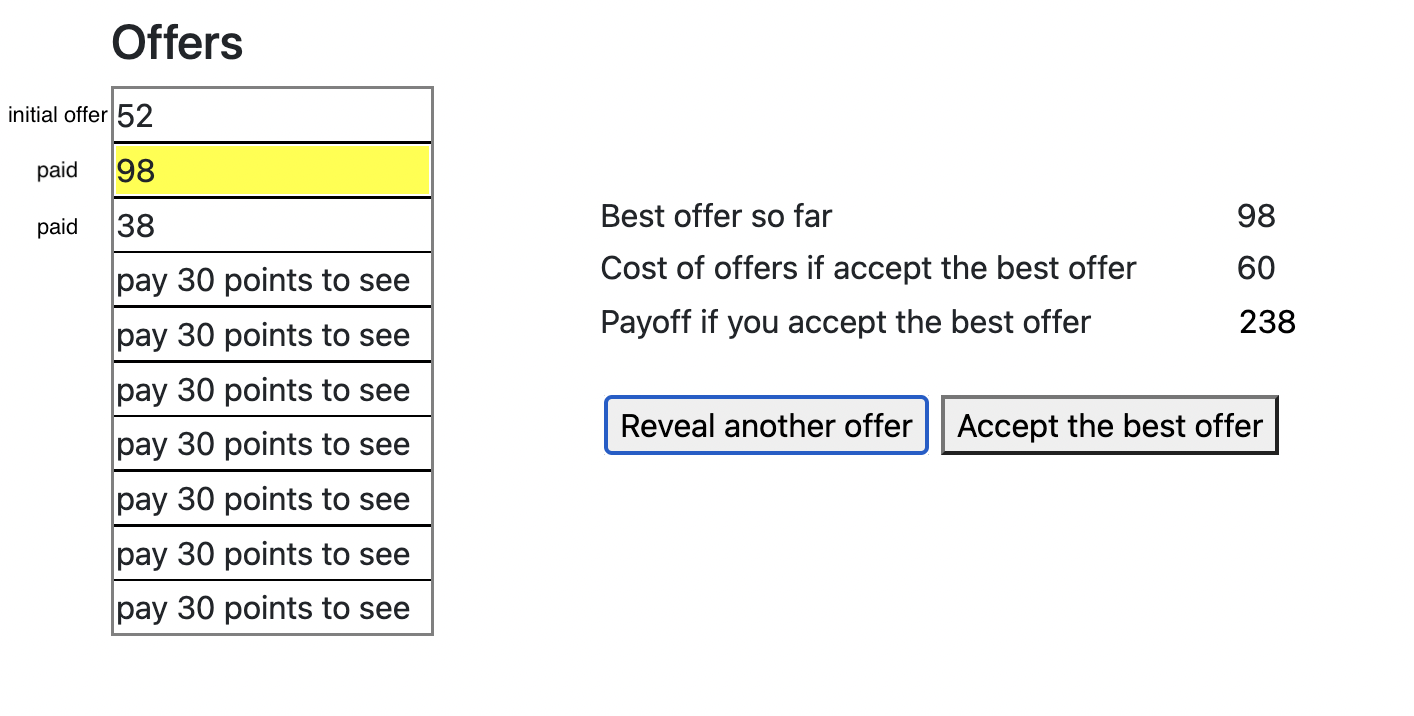 Offers
initial offer 52
paid 98
paid 38
pay 30 points to see
pay 30 points to see
pay 30 points to see
pay 30 points to see
pay 30 points to see
pay 30 points to see
pay 30 points to see
Best offer so far 98
Cost of offers if accept the best offer 60
Payoff if you accept the best offer 238
Reveal another offer Accept the best offer